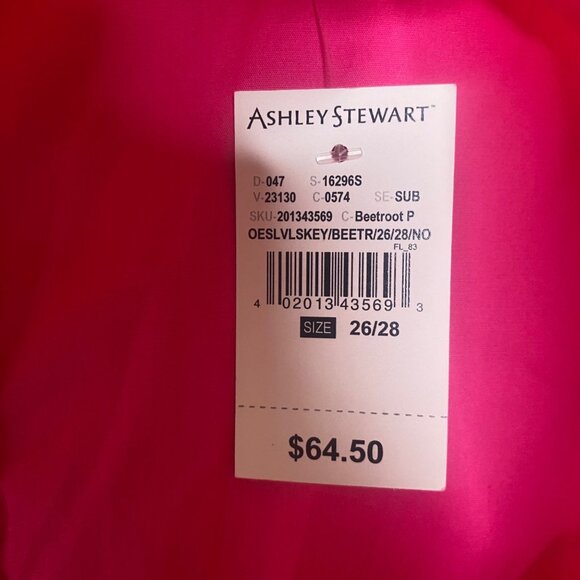 ASHLEY STEWART™
D-047 S-16296S
V-23130 C-0574 SE-SUB
SKU-201343569 C-Beetroot P
OESLVLSKEY/BEETR/26/28/NO
FL_83
4 02013 43569 3
SIZE 26/28
$64.50